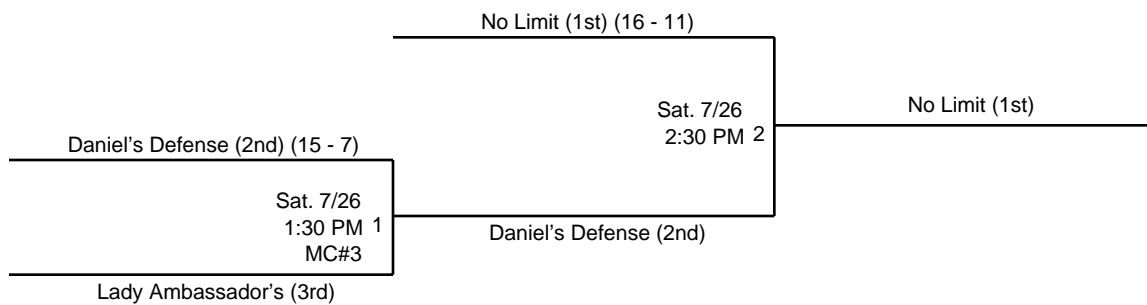 No Limit (1st) (16 - 11)
Sat. 7/26
2:30 PM 2
No Limit (1st)
Daniel's Defense (2nd) (15 - 7)
Sat. 7/26
1:30 PM 1
MC#3
Daniel's Defense (2nd)
Lady Ambassador's (3rd)